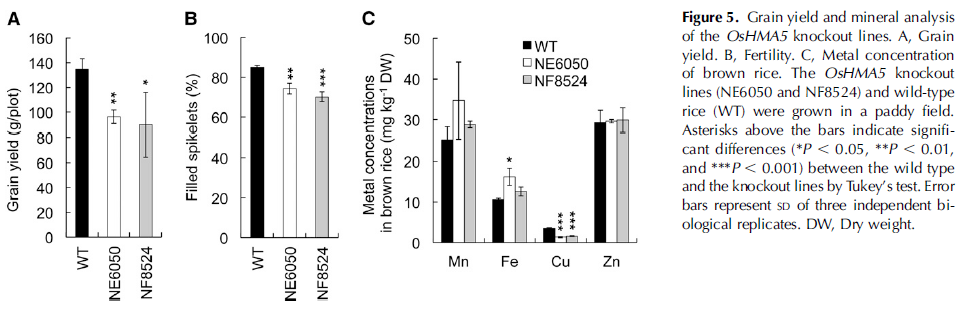 A
160
140
120
100
80
60
40
20
0
Grain yield (g/plot)
**
*
WT
NE6050
NF8524
B
100
80
60
40
20
0
Filled spikelets (%)
**
***
WT
NE6050
NF8524
C
50
40
30
20
10
0
Metal concentrations
in brown rice (mg kg-1 DW)
WT
NE6050
NF8524
*
***
***
Mn Fe Cu Zn
Figure 5. Grain yield and mineral analysis
of the OsHMA5 knockout lines. A, Grain
yield. B, Fertility. C, Metal concentration
of brown rice. The OsHMA5 knockout
lines (NE6050 and NF8524) and wild-type
rice (WT) were grown in a paddy field.
Asterisks above the bars indicate signifi-
cant differences (*P < 0.05, **P < 0.01,
and ***P < 0.001) between the wild type
and the knockout lines by Tukey's test. Error
bars represent SD of three independent bi-
ological replicates. DW, Dry weight.